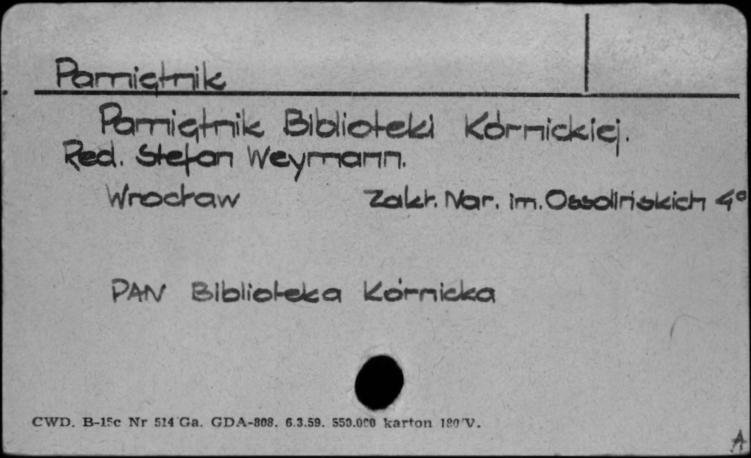 Pamiętnik
Pamiętnik Biblioteki Kórnickiej.
Red. Stefan Weymann.
Wrocław Zakł. Nar. im. Ossolińskich 4°
PAN Biblioteka Kórnicka
CWD. B-15c Nr 514 Ga. GDA-808. 6.3.59. 550.000 karton 180 V.
A